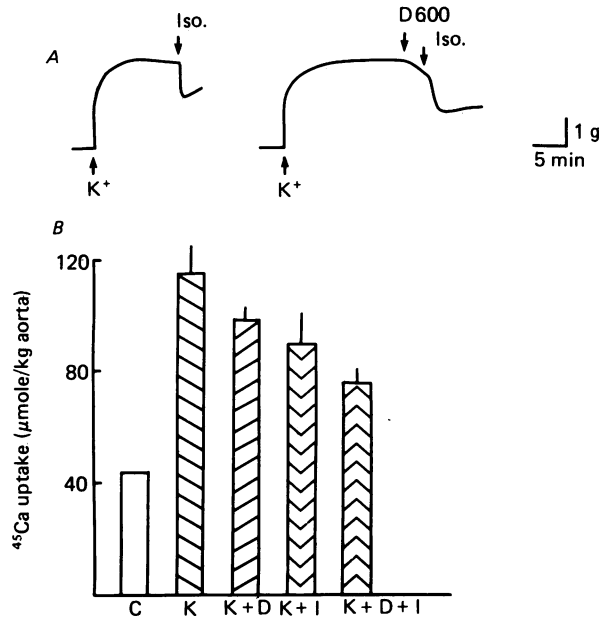 A
Iso.
K⁺
D600
Iso.
K⁺
1 g
5 min
B
⁴⁵Ca uptake (μmole/kg aorta)
120
80
40
C K K+D K+I K+D+I